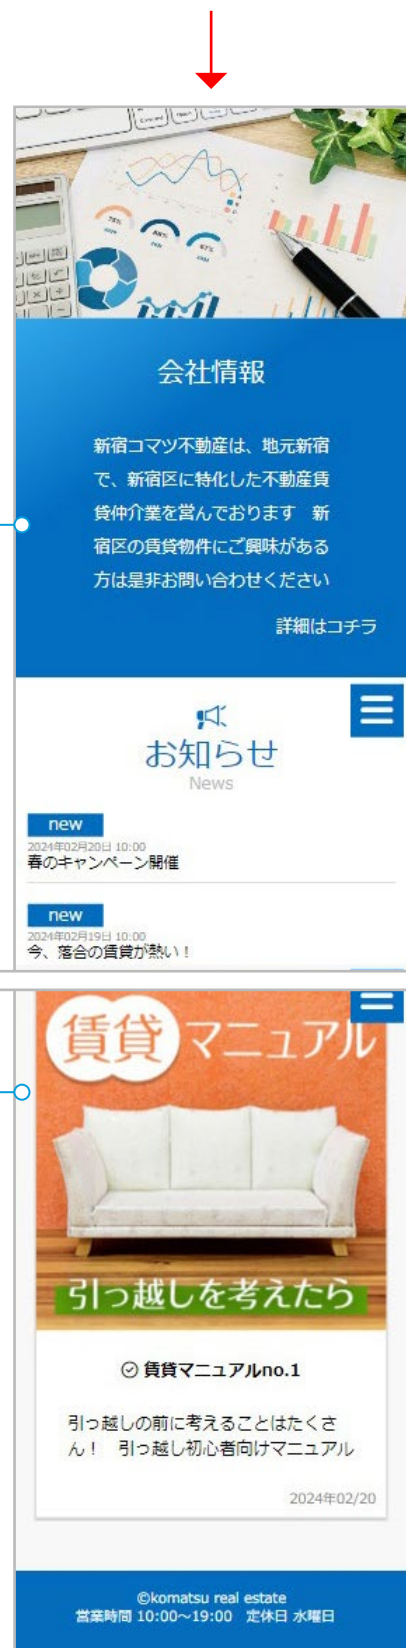 75%
88%
67%
会社情報
新宿コマツ不動産は、地元新宿
で、新宿区に特化した不動産賃
貸仲介業を営んでおります　新
宿区の賃貸物件にご興味がある
方は是非お問い合わせください
詳細はコチラ
お知らせ
News
new
2024年02月20日 10:00
春のキャンペーン開催
new
2024年02月19日 10:00
今、落合の賃貸が熱い！
賃貸マニュアル
引っ越しを考えたら
賃貸マニュアルno.1
引っ越しの前に考えることはたくさ
ん！　引っ越し初心者向けマニュアル
2024年02/20
©komatsu real estate
営業時間 10:00〜19:00　定休日 水曜日